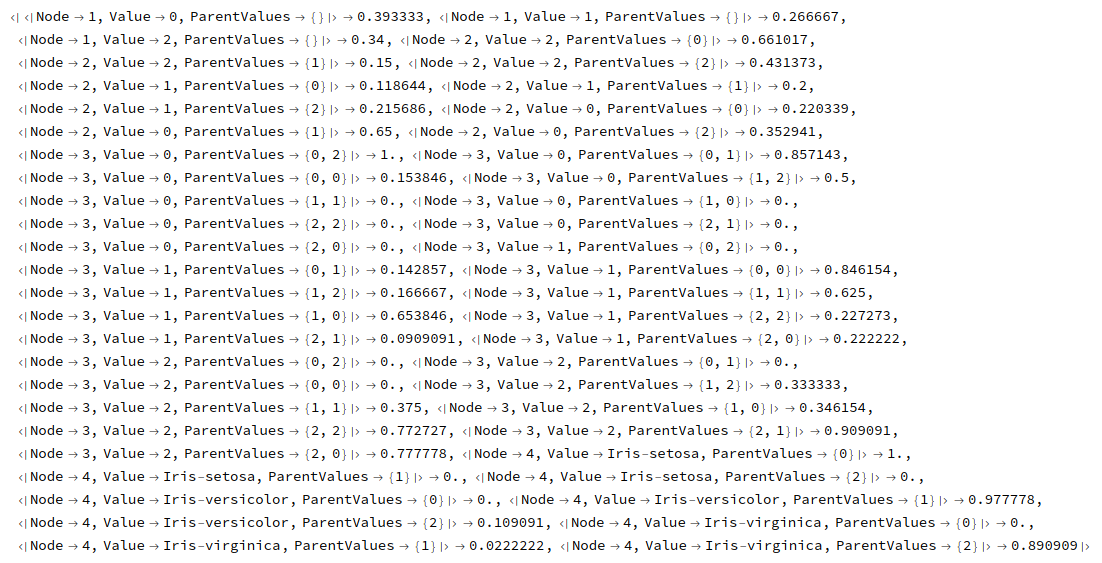 <|<|Node→1, Value→0, ParentValues→{}|>→0.393333, <|Node→1, Value→1, ParentValues→{}|>→0.266667,
<|Node→1, Value→2, ParentValues→{}|>→0.34, <|Node→2, Value→2, ParentValues→{0}|>→0.661017,
<|Node→2, Value→2, ParentValues→{1}|>→0.15, <|Node→2, Value→2, ParentValues→{2}|>→0.431373,
<|Node→2, Value→1, ParentValues→{0}|>→0.118644, <|Node→2, Value→1, ParentValues→{1}|>→0.2,
<|Node→2, Value→1, ParentValues→{2}|>→0.215686, <|Node→2, Value→0, ParentValues→{0}|>→0.220339,
<|Node→2, Value→0, ParentValues→{1}|>→0.65, <|Node→2, Value→0, ParentValues→{2}|>→0.352941,
<|Node→3, Value→0, ParentValues→{0, 2}|>→1., <|Node→3, Value→0, ParentValues→{0, 1}|>→0.857143,
<|Node→3, Value→0, ParentValues→{0, 0}|>→0.153846, <|Node→3, Value→0, ParentValues→{1, 2}|>→0.5,
<|Node→3, Value→0, ParentValues→{1, 1}|>→0., <|Node→3, Value→0, ParentValues→{1, 0}|>→0.,
<|Node→3, Value→0, ParentValues→{2, 2}|>→0., <|Node→3, Value→0, ParentValues→{2, 1}|>→0.,
<|Node→3, Value→0, ParentValues→{2, 0}|>→0., <|Node→3, Value→1, ParentValues→{0, 2}|>→0.,
<|Node→3, Value→1, ParentValues→{0, 1}|>→0.142857, <|Node→3, Value→1, ParentValues→{0, 0}|>→0.846154,
<|Node→3, Value→1, ParentValues→{1, 2}|>→0.166667, <|Node→3, Value→1, ParentValues→{1, 1}|>→0.625,
<|Node→3, Value→1, ParentValues→{1, 0}|>→0.653846, <|Node→3, Value→1, ParentValues→{2, 2}|>→0.227273,
<|Node→3, Value→1, ParentValues→{2, 1}|>→0.0909091, <|Node→3, Value→1, ParentValues→{2, 0}|>→0.222222,
<|Node→3, Value→2, ParentValues→{0, 2}|>→0., <|Node→3, Value→2, ParentValues→{0, 1}|>→0.,
<|Node→3, Value→2, ParentValues→{0, 0}|>→0., <|Node→3, Value→2, ParentValues→{1, 2}|>→0.333333,
<|Node→3, Value→2, ParentValues→{1, 1}|>→0.375, <|Node→3, Value→2, ParentValues→{1, 0}|>→0.346154,
<|Node→3, Value→2, ParentValues→{2, 2}|>→0.772727, <|Node→3, Value→2, ParentValues→{2, 1}|>→0.909091,
<|Node→3, Value→2, ParentValues→{2, 0}|>→0.777778, <|Node→4, Value→Iris-setosa, ParentValues→{0}|>→1.,
<|Node→4, Value→Iris-setosa, ParentValues→{1}|>→0., <|Node→4, Value→Iris-setosa, ParentValues→{2}|>→0.,
<|Node→4, Value→Iris-versicolor, ParentValues→{0}|>→0., <|Node→4, Value→Iris-versicolor, ParentValues→{1}|>→0.977778,
<|Node→4, Value→Iris-versicolor, ParentValues→{2}|>→0.109091, <|Node→4, Value→Iris-virginica, ParentValues→{0}|>→0.,
<|Node→4, Value→Iris-virginica, ParentValues→{1}|>→0.0222222, <|Node→4, Value→Iris-virginica, ParentValues→{2}|>→0.890909|>